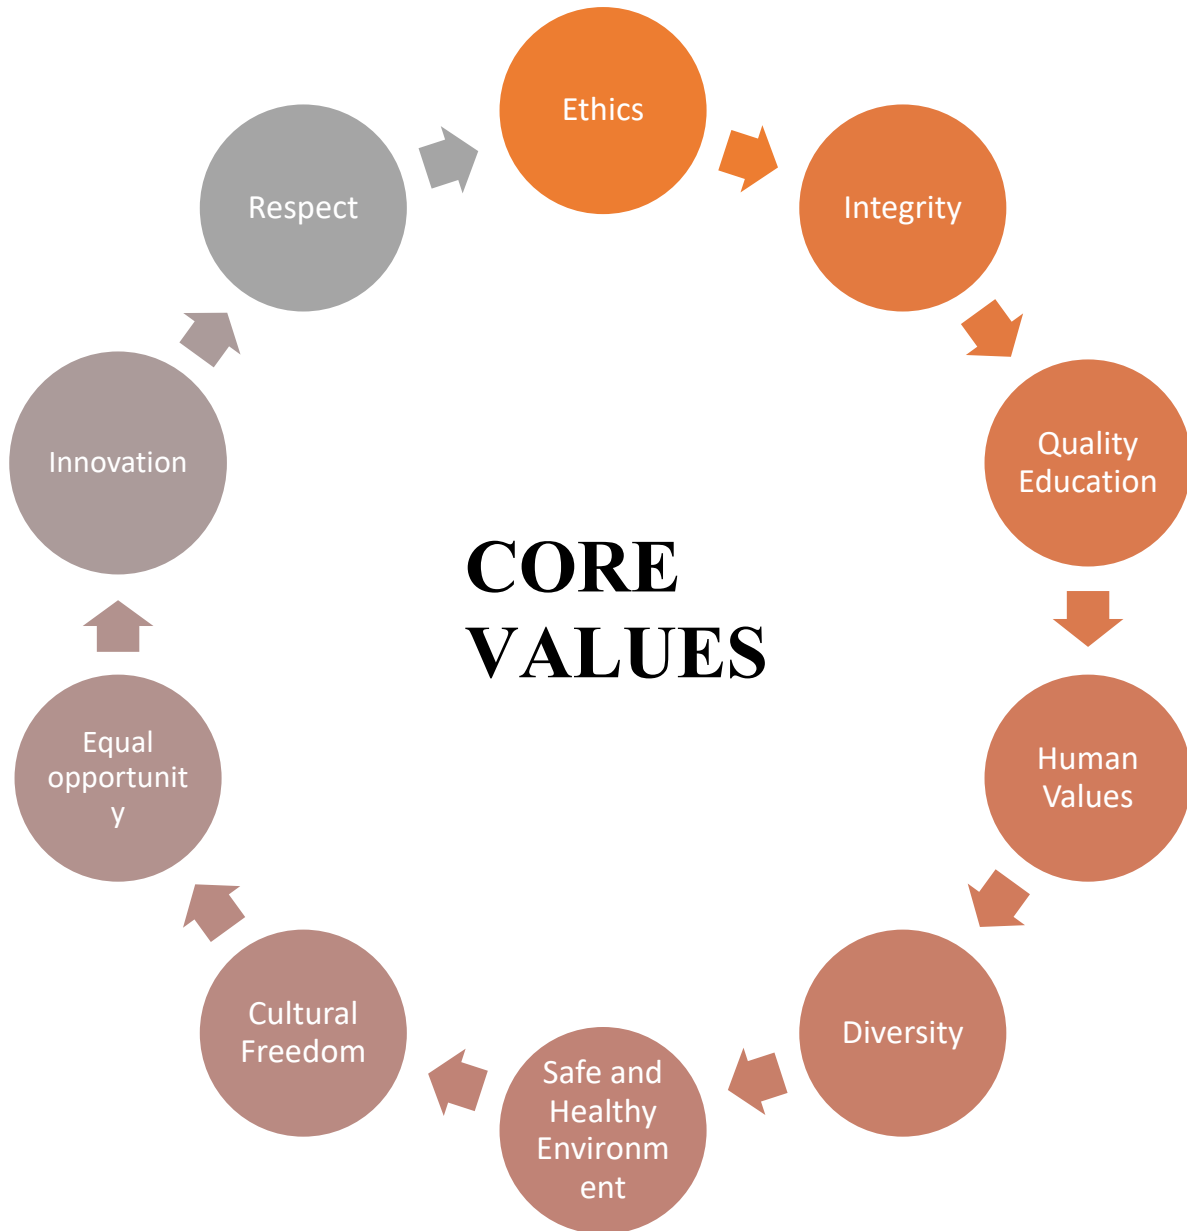 Ethics
Respect
Integrity
Quality
Education
Innovation
CORE
VALUES
Human
Values
Equal
opportunit
y
Diversity
Cultural
Freedom
Safe and
Healthy
Environm
ent